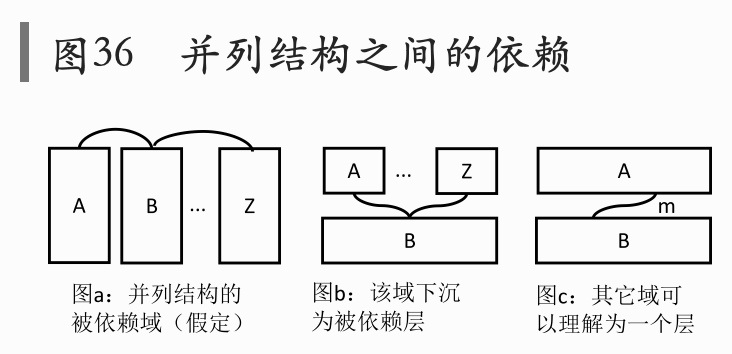 图36 并列结构之间的依赖
A
B
...
Z
A
...
Z
B
A
m
B
图a：并列结构的
被依赖域（假定）
图b：该域下沉
为被依赖层
图c：其它域可
以理解为一个层